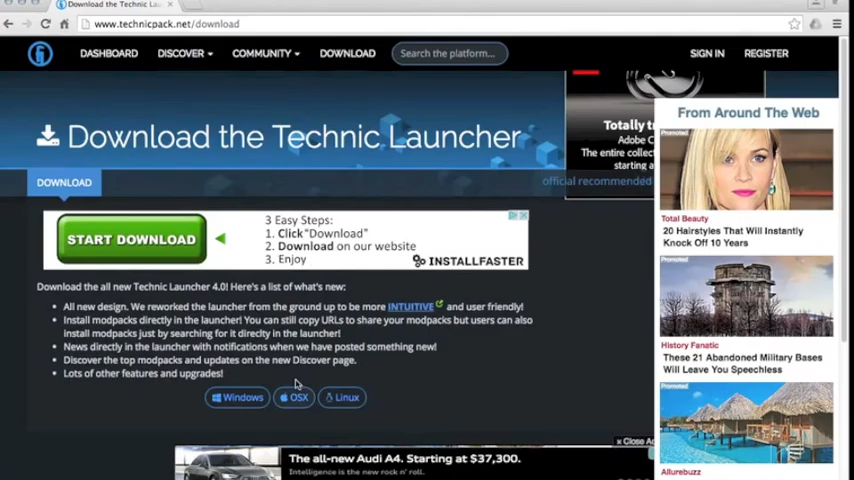 Download the Technic La
www.technicpack.net/download
DASHBOARD DISCOVER COMMUNITY DOWNLOAD Search the platform... SIGN IN REGISTER
Download the Technic Launcher
Totally
Adobe C
The entire collec
starting a
DOWNLOAD
official recommended
START DOWNLOAD
3 Easy Steps:
1. Click "Download"
2. Download on our website
3. Enjoy
INSTALLFASTER
Download the all new Technic Launcher 4.0! Here's a list of what's new:
All new design. We reworked the launcher from the ground up to be more INTUITIVE and user friendly!
Install modpacks directly in the launcher! You can still copy URLs to share your modpacks but users can also
install modpacks just by searching for it direclty in the launcher!
News directly in the launcher with notifications when we have posted something new!
Discover the top modpacks and updates on the new Discover page.
Lots of other features and upgrades!
Windows OSX Linux
x Close
The all-new Audi A4. Starting at $37,300.
Intelligence is the new rock n' roll.
From Around The Web
Promoted
Total Beauty
20 Hairstyles That Will Instantly
Knock Off 10 Years
Promoted
History Fanatic
These 21 Abandoned Military Bases
Will Leave You Speechless
Promoted
Allurebuzz